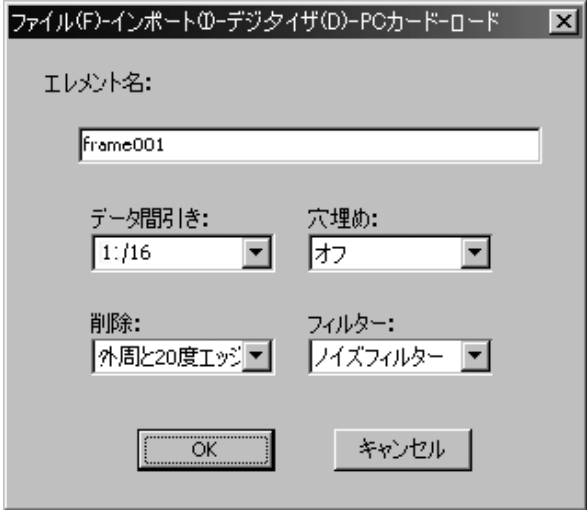 ファイル(F)-インポート(I)-デジタイザ(D)-PCカード-ロード
エレメント名:
frame001
データ間引き: 穴埋め:
1:/16 オフ
削除: フィルター:
外周と20度エッジ ノイズフィルター
OK キャンセル